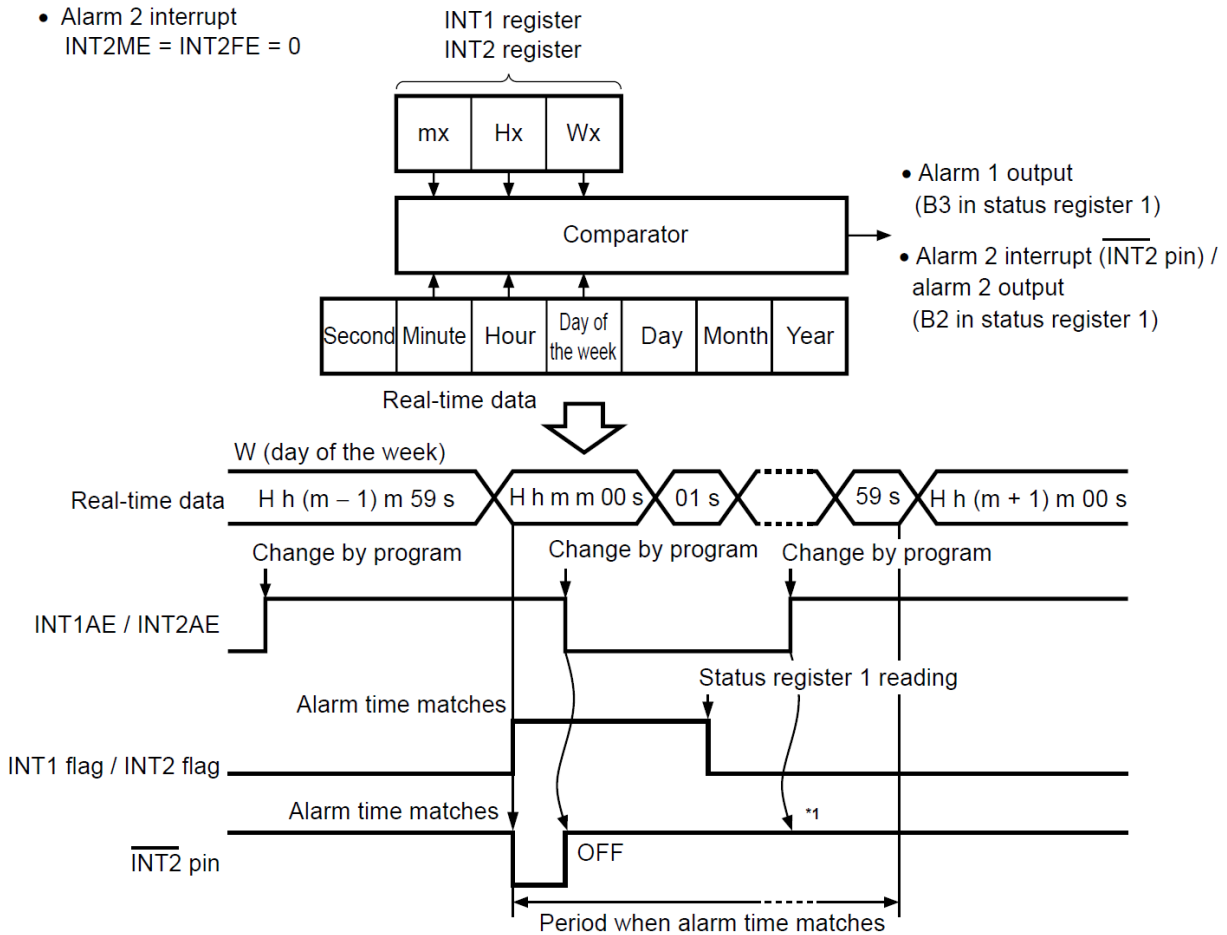 • Alarm 2 interrupt
INT2ME = INT2FE = 0
INT1 register
INT2 register
mx
Hx
Wx
Comparator
• Alarm 1 output
(B3 in status register 1)
• Alarm 2 interrupt (I̅N̅T̅2̅ pin) /
alarm 2 output
(B2 in status register 1)
Second
Minute
Hour
Day of
the week
Day
Month
Year
Real-time data
W (day of the week)
Real-time data
H h (m − 1) m 59 s
H h m m 00 s
01 s
59 s
H h (m + 1) m 00 s
Change by program
Change by program
Change by program
INT1AE / INT2AE
Status register 1 reading
Alarm time matches
INT1 flag / INT2 flag
Alarm time matches
*1
OFF
I̅N̅T̅2̅ pin
Period when alarm time matches